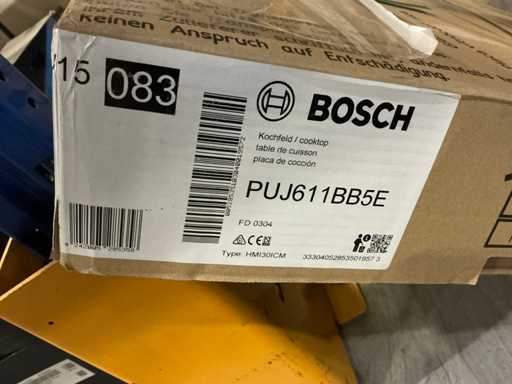 Zutiefster
keinen Anspruch auf Entschädigung.
15 083
BOSCH
Kochfeld / cooktop
table de cuisson
placa de cocción
PUJ611BB5E
FD 0304
Type: HMI30ICM
333040528535019573